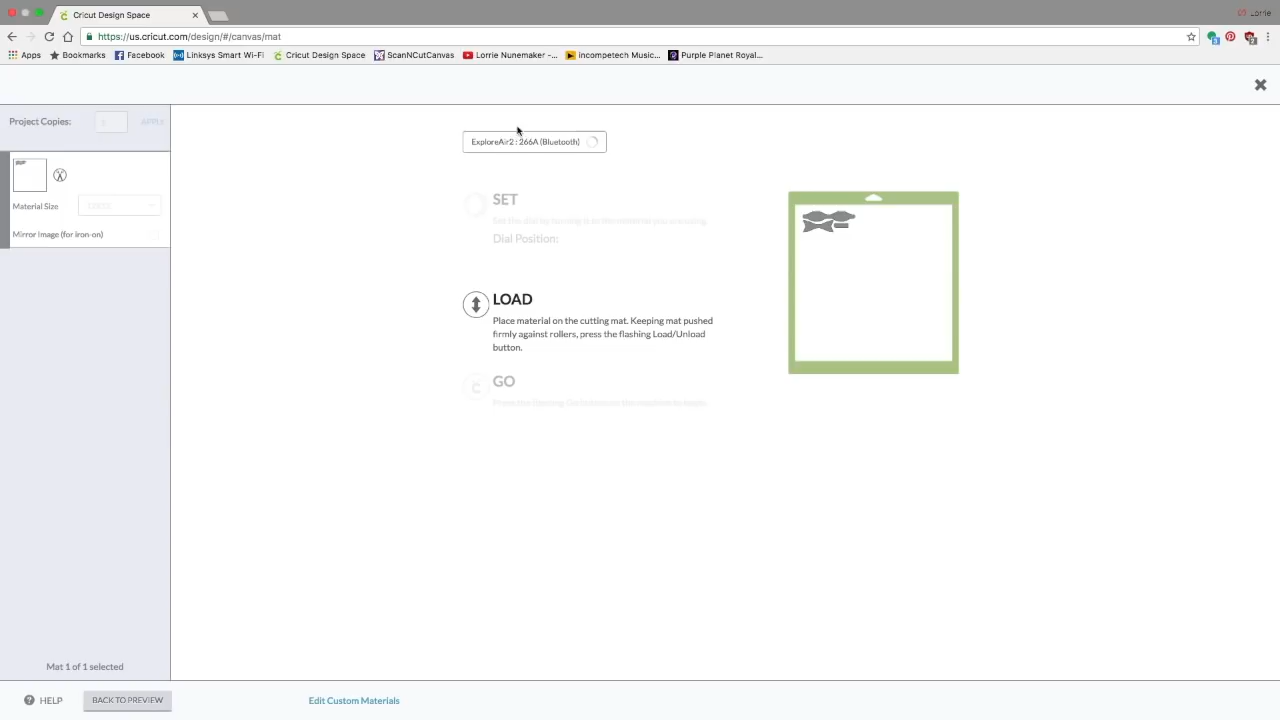 Cricut Design Space
Lorrie
https://us.cricut.com/design/#/canvas/mat
Apps Bookmarks Facebook Linksys Smart Wi-Fi Cricut Design Space ScanNCutCanvas Lorrie Nunemaker -... incompetech Music... Purple Planet Royal...
Project Copies: APPLY
ExploreAir2 : 266A (Bluetooth)
Material Size
Mirror Image (for iron-on)
SET
Dial Position:
LOAD
Place material on the cutting mat. Keeping mat pushed
firmly against rollers, press the flashing Load/Unload
button.
GO
Mat 1 of 1 selected
HELP BACK TO PREVIEW Edit Custom Materials